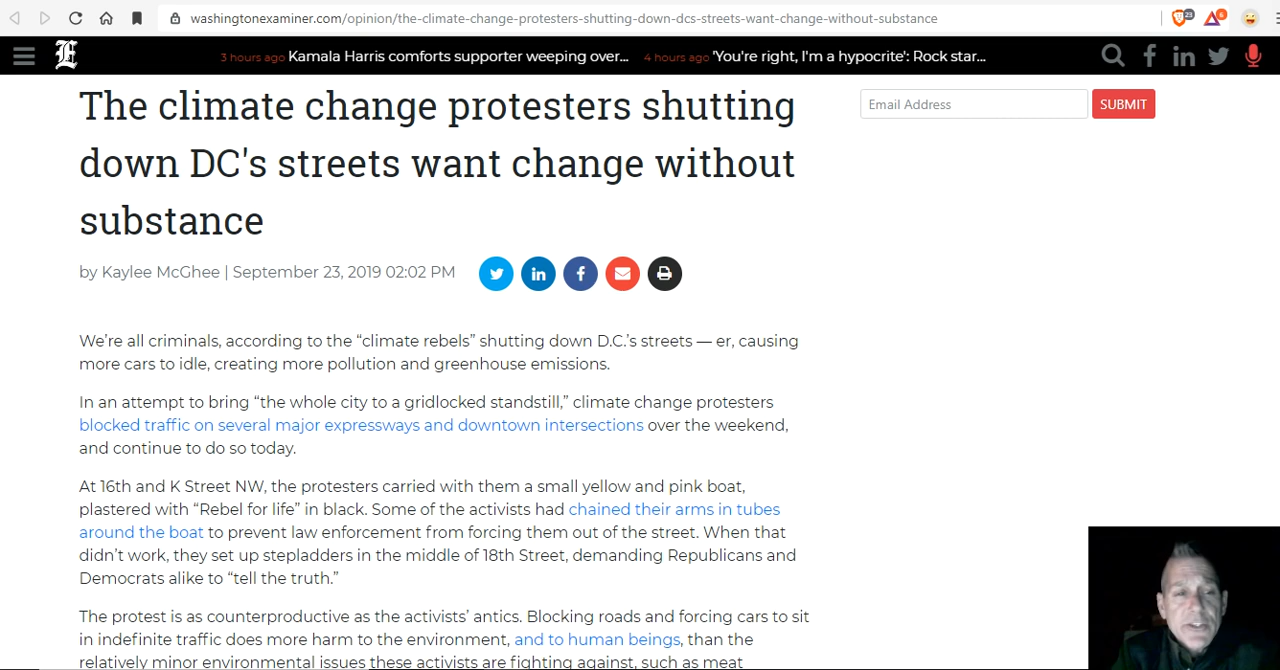 washingtonexaminer.com/opinion/the-climate-change-protesters-shutting-down-dcs-streets-want-change-without-substance
23
6
E
3 hours ago Kamala Harris comforts supporter weeping over... 4 hours ago 'You're right, I'm a hypocrite': Rock star...
The climate change protesters shutting
down DC's streets want change without
substance
Email Address
SUBMIT
by Kaylee McGhee | September 23, 2019 02:02 PM
We're all criminals, according to the “climate rebels” shutting down D.C.'s streets — er, causing
more cars to idle, creating more pollution and greenhouse emissions.
In an attempt to bring “the whole city to a gridlocked standstill,” climate change protesters
blocked traffic on several major expressways and downtown intersections over the weekend,
and continue to do so today.
At 16th and K Street NW, the protesters carried with them a small yellow and pink boat,
plastered with “Rebel for life” in black. Some of the activists had chained their arms in tubes
around the boat to prevent law enforcement from forcing them out of the street. When that
didn't work, they set up stepladders in the middle of 18th Street, demanding Republicans and
Democrats alike to “tell the truth.”
The protest is as counterproductive as the activists' antics. Blocking roads and forcing cars to sit
in indefinite traffic does more harm to the environment, and to human beings, than the
relatively minor environmental issues these activists are fighting against, such as meat